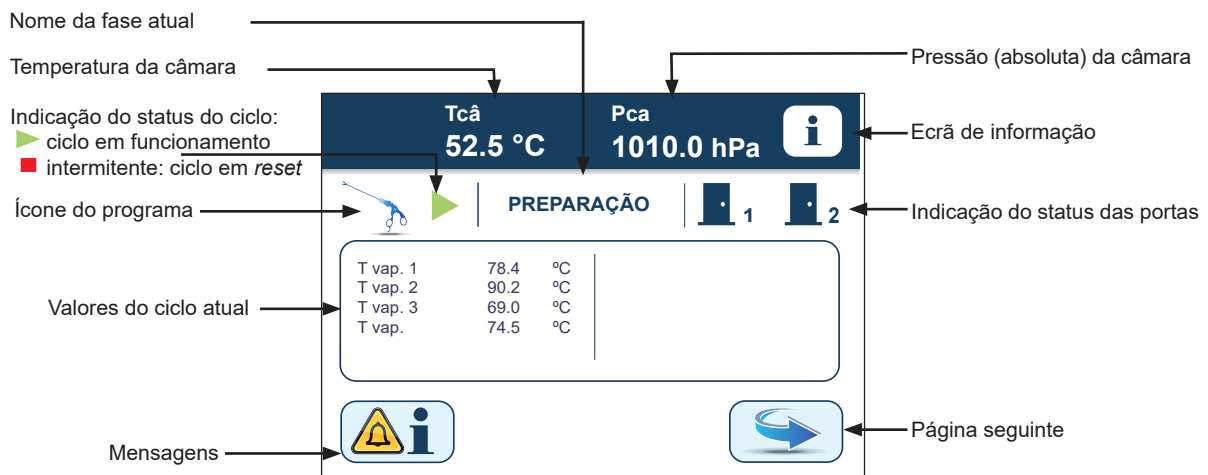 Nome da fase atual
Temperatura da câmara
Indicação do status do ciclo:
ciclo em funcionamento
intermitente: ciclo em reset
Ícone do programa
Valores do ciclo atual
Mensagens
Tcâ
52.5 °C
Pca
1010.0 hPa
i
PREPARAÇÃO
1
2
T vap. 1 78.4 ºC
T vap. 2 90.2 ºC
T vap. 3 69.0 ºC
T vap. 74.5 ºC
i
Pressão (absoluta) da câmara
Ecrã de informação
Indicação do status das portas
Página seguinte